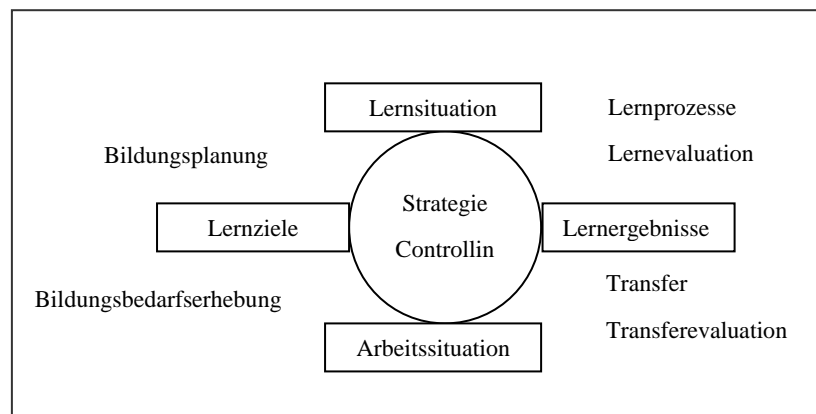 Lernsituation
Lernprozesse
Bildungsplanung
Lernevaluation
Strategie
Lernziele
Lernergebnisse
Controllin
Bildungsbedarfserhebung
Transfer
Transferevaluation
Arbeitssituation